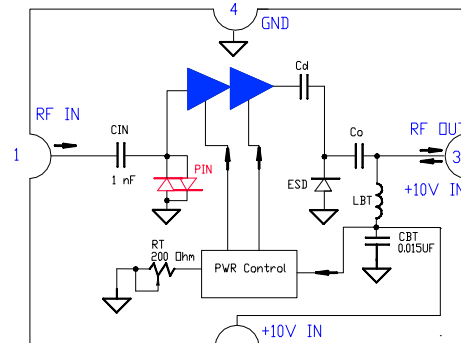 4
GND
Cd
RF IN
CIN
Co
RF OUT
1
PIN
3
1 nF
ESD
LBT
+10V IN
RT
200 Ohm
CBT
0.015UF
PWR Control
+10V IN